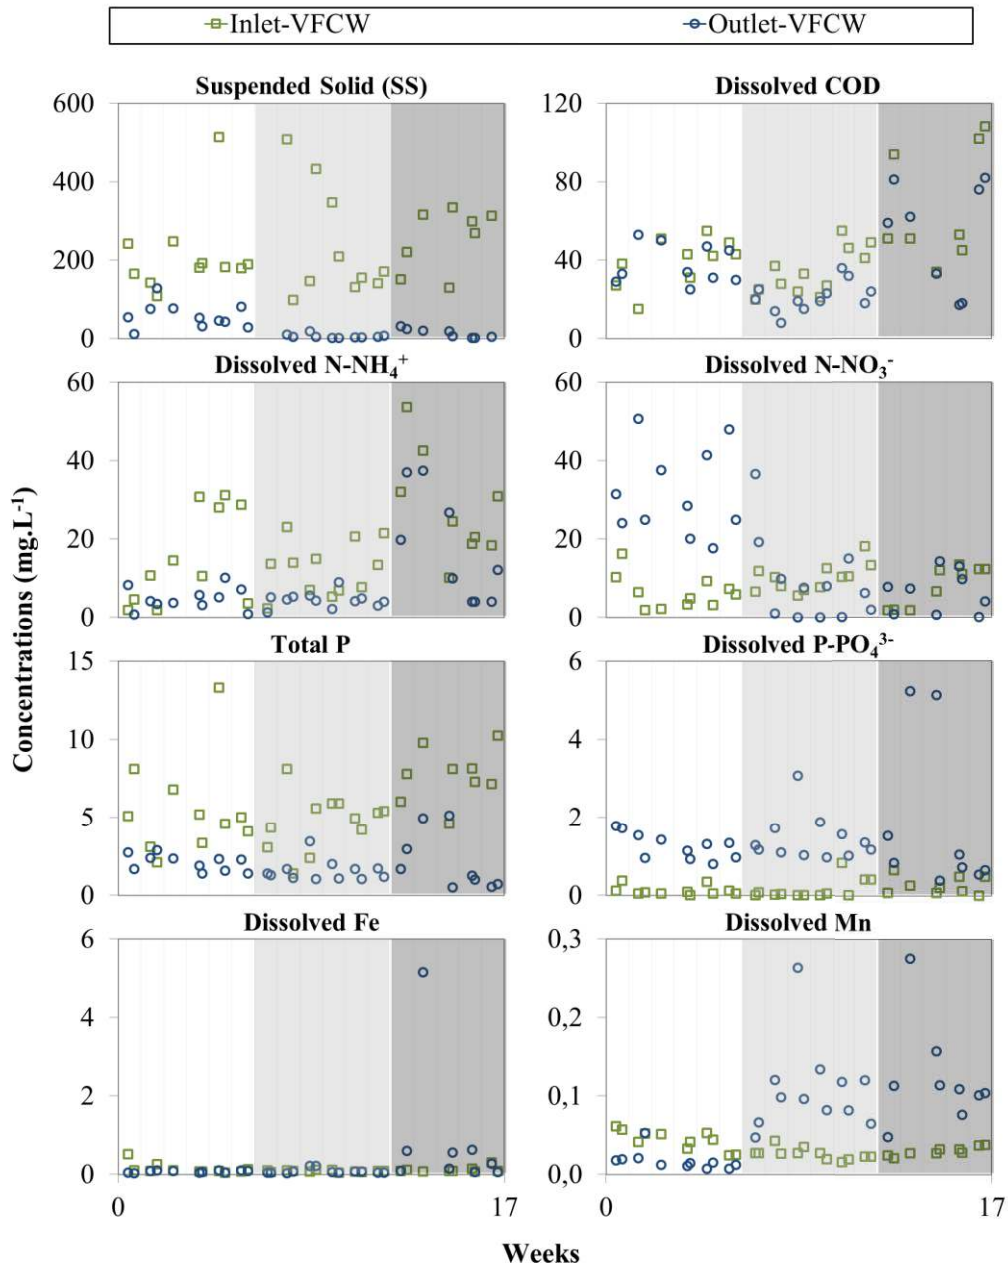 Inlet-VFCW Outlet-VFCW
Suspended Solid (SS) Dissolved COD
600 120
400 80
200 40
0 0
Dissolved N-NH₄⁺ Dissolved N-NO₃⁻
60 60
40 40
20 20
0 0
Total P Dissolved P-PO₄³⁻
15 6
10 4
5 2
0 0
Dissolved Fe Dissolved Mn
6 0,3
4 0,2
2 0,1
0 0,0
0 17 0 17
Weeks
Concentrations (mg.L⁻¹)